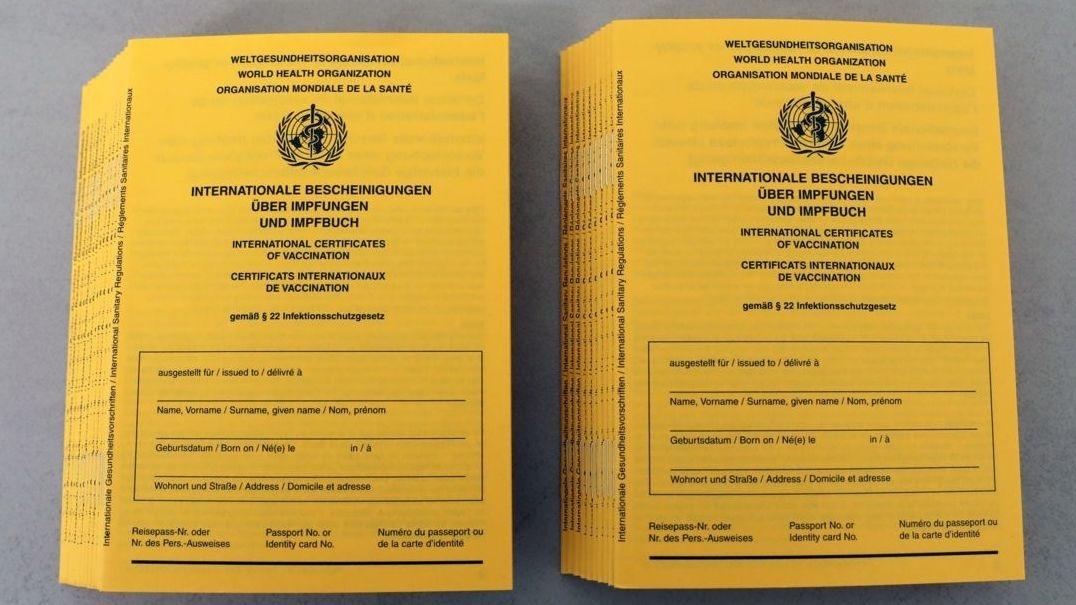 WELTGESUNDHEITSORGANISATION
WORLD HEALTH ORGANIZATION
ORGANISATION MONDIALE DE LA SANTÉ
INTERNATIONALE BESCHEINIGUNGEN
ÜBER IMPFUNGEN
UND IMPFBUCH
INTERNATIONAL CERTIFICATES
OF VACCINATION
CERTIFICATS INTERNATIONAUX
DE VACCINATION
gemäß § 22 Infektionsschutzgesetz
ausgestellt für / issued to / délivré à
Name, Vorname / Surname, given name / Nom, prénom
Geburtsdatum / Born on / Né(e) le in / à
Wohnort und Straße / Address / Domicile et adresse
Reisepass-Nr. oder Passport No. or Numéro du passeport ou
Nr. des Pers.-Ausweises Identity card No. de la carte d'identité
Internationale Gesundheitsvorschriften / International Sanitary Regulations / Règlements Sanitaires Internationaux
WELTGESUNDHEITSORGANISATION
WORLD HEALTH ORGANIZATION
ORGANISATION MONDIALE DE LA SANTÉ
INTERNATIONALE BESCHEINIGUNGEN
ÜBER IMPFUNGEN
UND IMPFBUCH
INTERNATIONAL CERTIFICATES
OF VACCINATION
CERTIFICATS INTERNATIONAUX
DE VACCINATION
gemäß § 22 Infektionsschutzgesetz
ausgestellt für / issued to / délivré à
Name, Vorname / Surname, given name / Nom, prénom
Geburtsdatum / Born on / Né(e) le in / à
Wohnort und Straße / Address / Domicile et adresse
Reisepass-Nr. oder Passport No. or Numéro du passeport ou
Nr. des Pers.-Ausweises Identity card No. de la carte d'identité
Internationale Gesundheitsvorschriften / International Sanitary Regulations / Règlements Sanitaires Internationaux